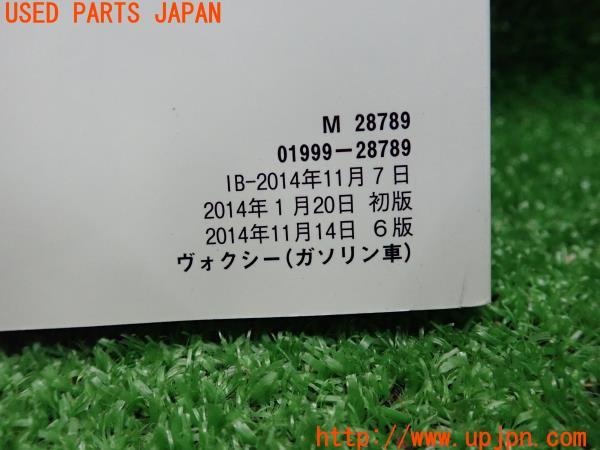 USED PARTS JAPAN
M 28789
01999-28789
IB-2014年11月7日
2014年1月20日 初版
2014年11月14日 6版
ヴォクシー(ガソリン車)
http://www.upjpn.com